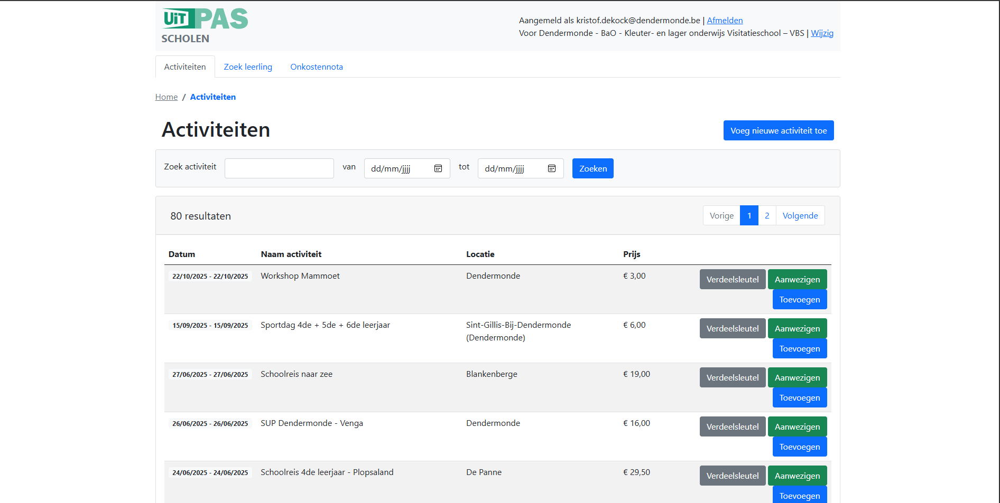 UiTPAS
SCHOLEN
Aangemeld als kristof.dekock@dendermonde.be | Afmelden
Voor Dendermonde - BaO - Kleuter- en lager onderwijs Visitatieschool – VBS | Wijzig
Activiteiten Zoek leerling Onkostennota
Home / Activiteiten
Activiteiten
Voeg nieuwe activiteit toe
Zoek activiteit van dd/mm/jjjj tot dd/mm/jjjj Zoeken
80 resultaten
Vorige 1 2 Volgende
Datum Naam activiteit Locatie Prijs
22/10/2025 - 22/10/2025 Workshop Mammoet Dendermonde € 3,00 Verdeelsleutel Aanwezigen
Toevoegen
15/09/2025 - 15/09/2025 Sportdag 4de + 5de + 6de leerjaar Sint-Gillis-Bij-Dendermonde € 6,00 Verdeelsleutel Aanwezigen
(Dendermonde)
Toevoegen
27/06/2025 - 27/06/2025 Schoolreis naar zee Blankenberge € 19,00 Verdeelsleutel Aanwezigen
Toevoegen
26/06/2025 - 26/06/2025 SUP Dendermonde - Venga Dendermonde € 16,00 Verdeelsleutel Aanwezigen
Toevoegen
24/06/2025 - 24/06/2025 Schoolreis 4de leerjaar - Plopsaland De Panne € 29,50 Verdeelsleutel Aanwezigen
Toevoegen